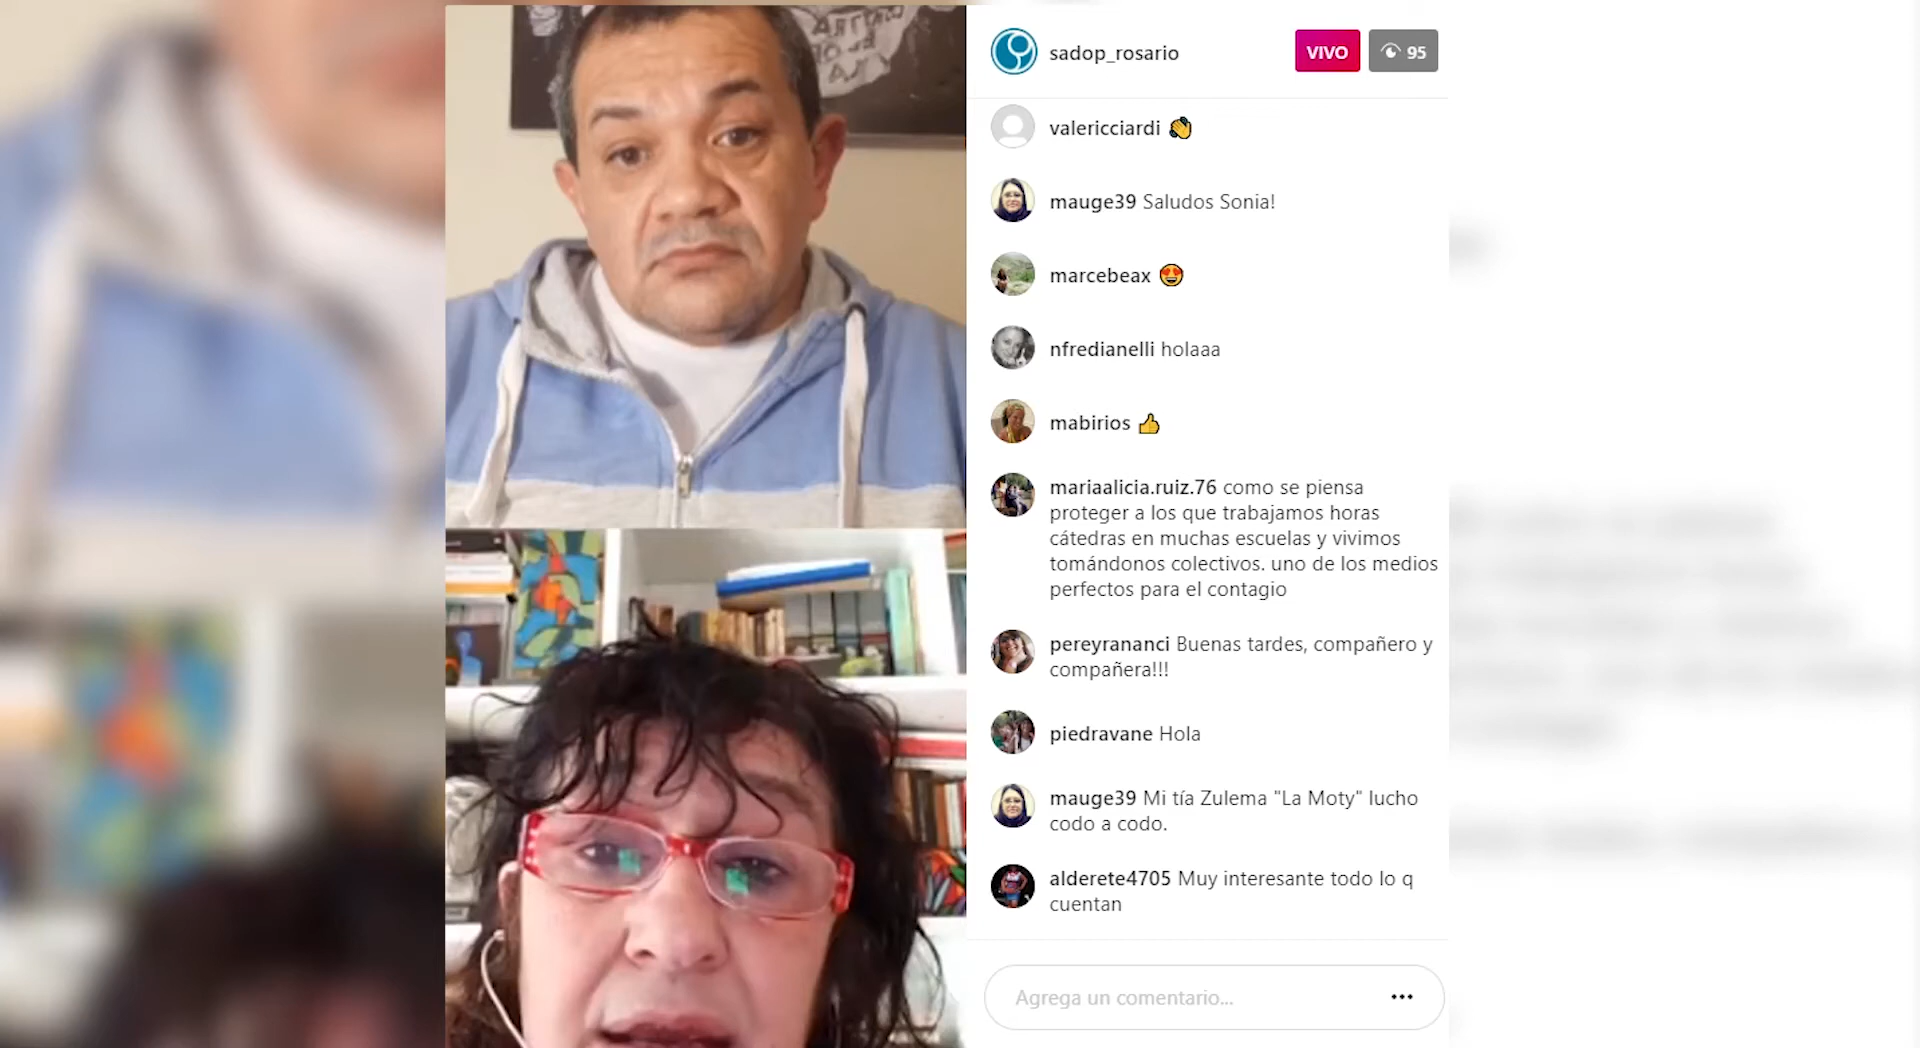 sadop_rosario
VIVO
95
valericciardi 👏
mauge39 Saludos Sonia!
marcebeax 😍
nfredianelli holaaa
mabirios 👍
mariaalicia.ruiz.76 como se piensa
proteger a los que trabajamos horas
cátedras en muchas escuelas y vivimos
tomándonos colectivos. uno de los medios
perfectos para el contagio
pereyrananci Buenas tardes, compañero y
compañera!!!
piedravane Hola
mauge39 Mi tía Zulema "La Moty" lucho
codo a codo.
alderete4705 Muy interesante todo lo q
cuentan
Agrega un comentario...